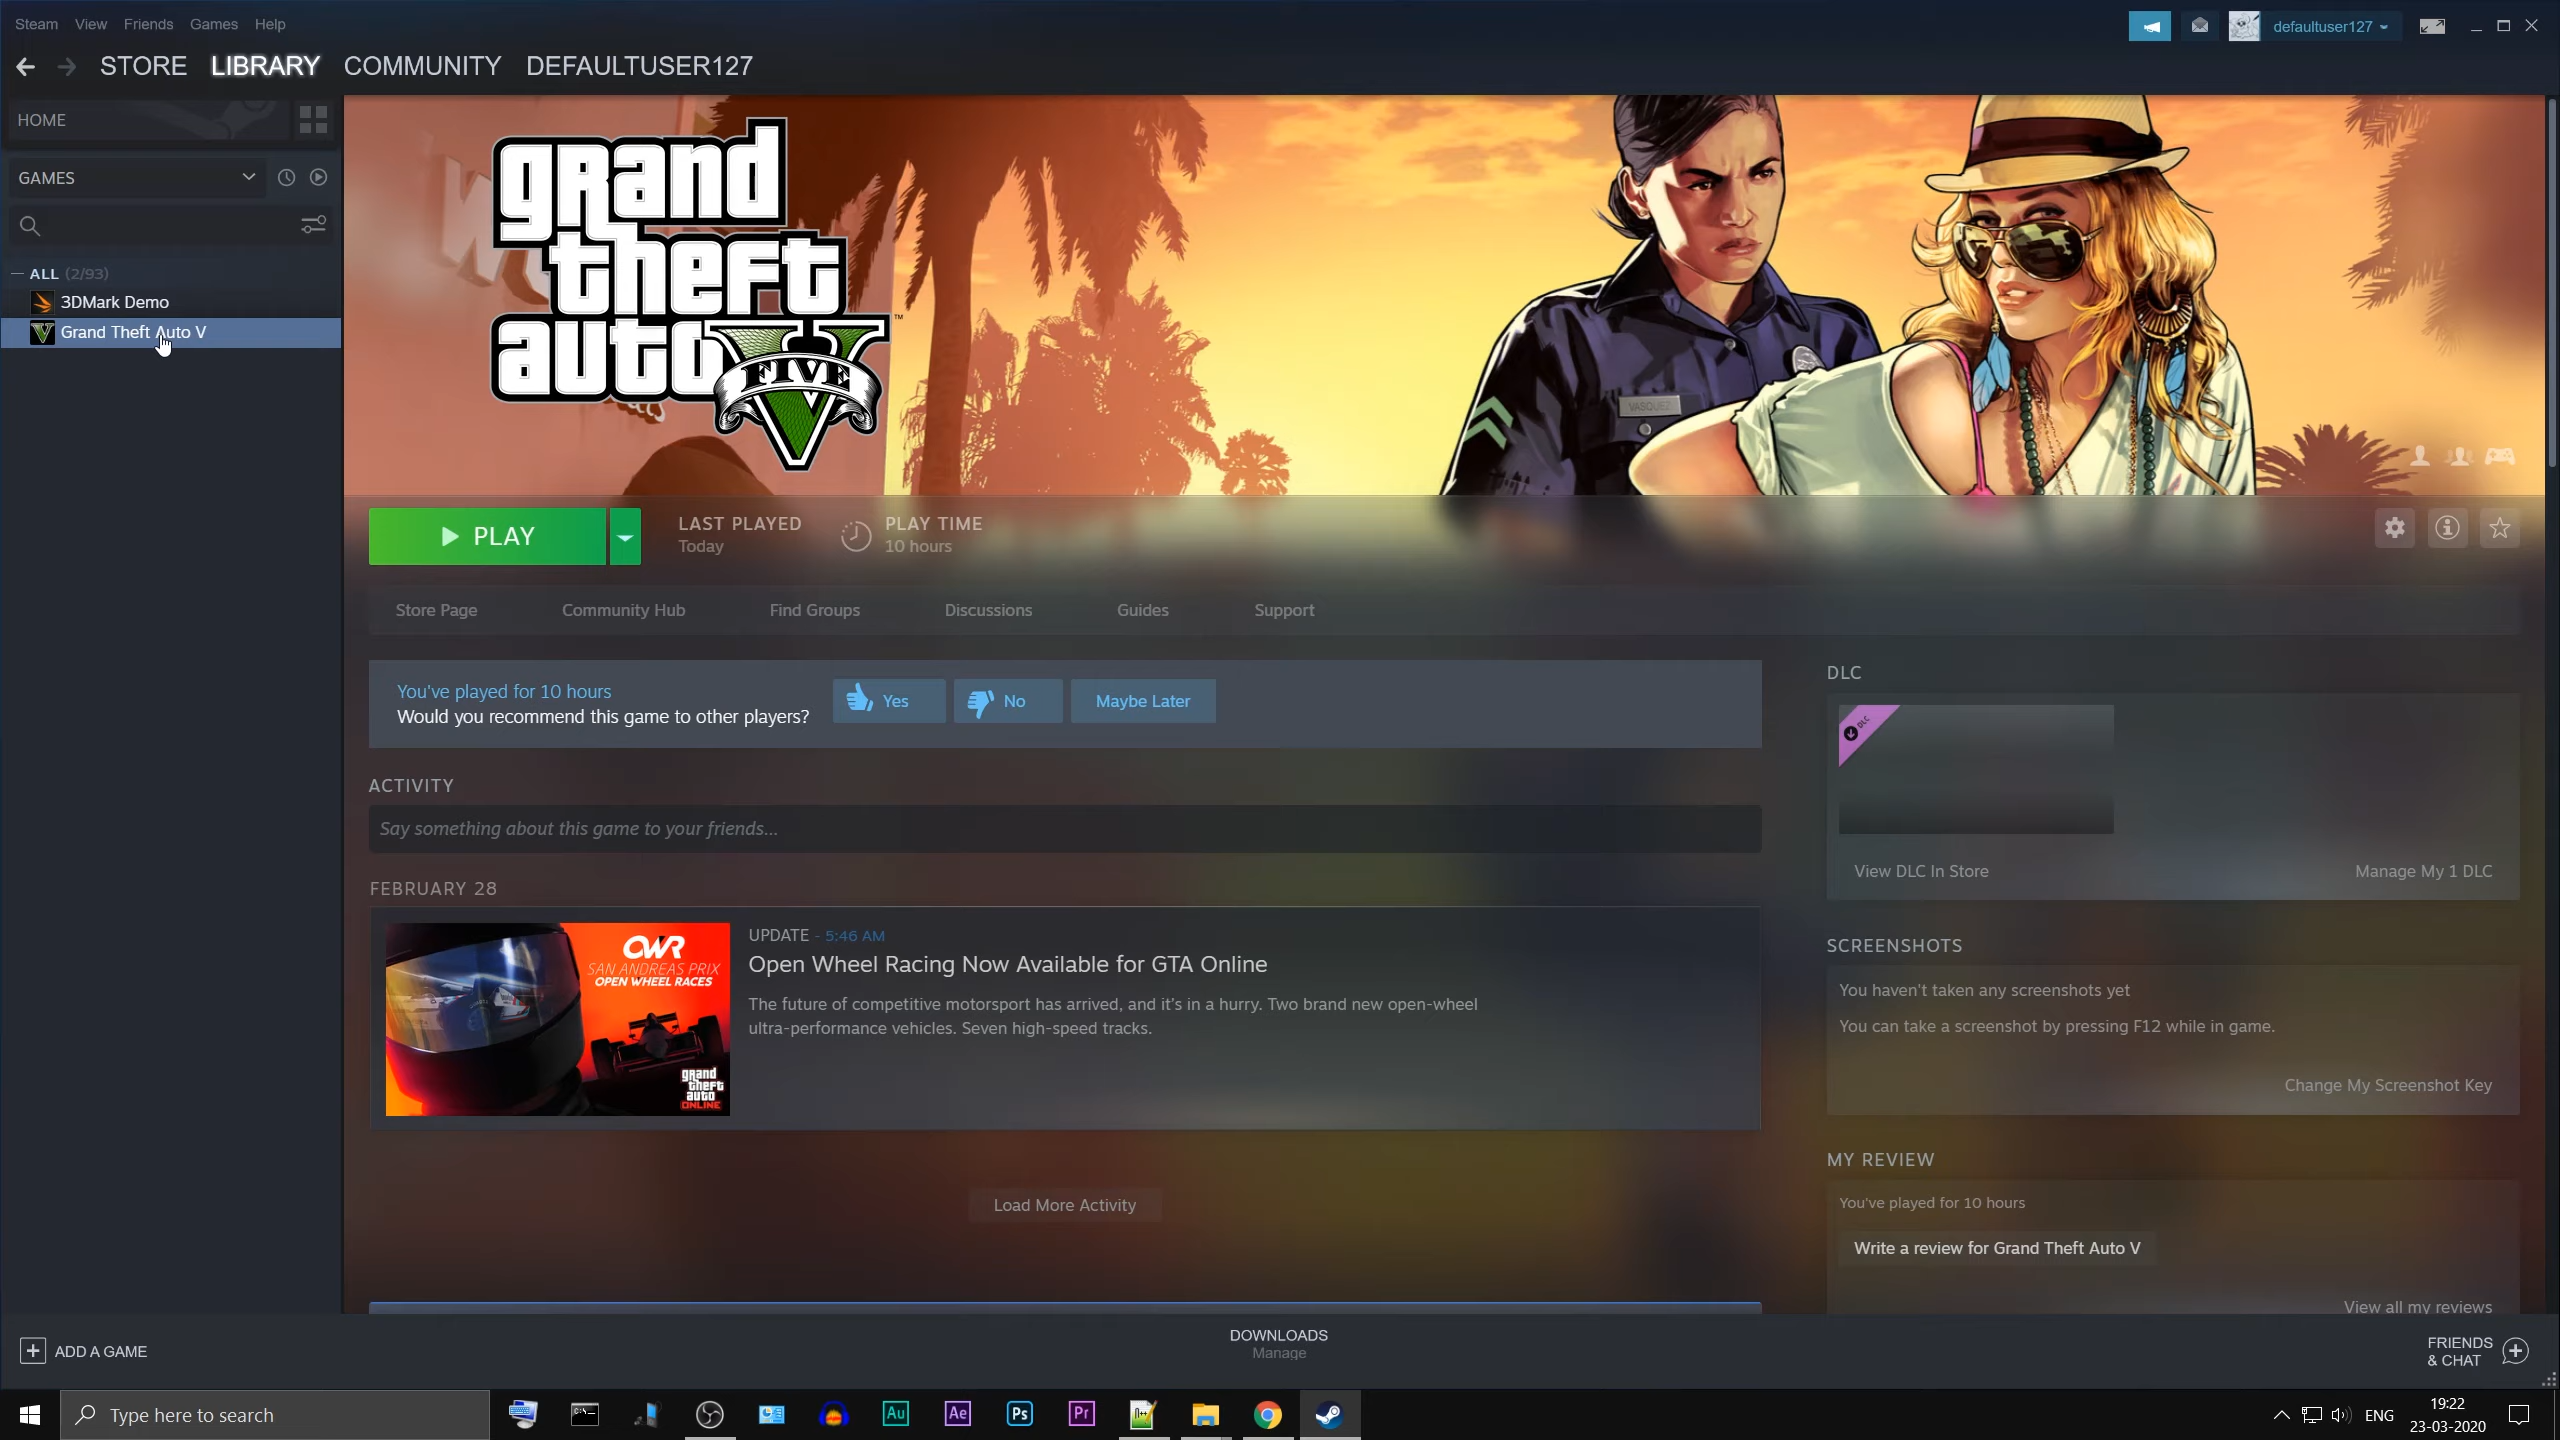 Steam View Friends Games Help
defaultuser127
STORE LIBRARY COMMUNITY DEFAULTUSER127
HOME
GAMES
ALL (2/93)
3DMark Demo
Grand Theft Auto V
grand
theft
auto
FIVE
V
™
VASQUEZ
PLAY
LAST PLAYED
Today
PLAY TIME
10 hours
Store Page Community Hub Find Groups Discussions Guides Support
You've played for 10 hours
Would you recommend this game to other players?
Yes No Maybe Later
ACTIVITY
Say something about this game to your friends...
FEBRUARY 28
OWR
SAN ANDREAS PRIX
OPEN WHEEL RACES
grand
theft
auto
ONLINE
UPDATE - 5:46 AM
Open Wheel Racing Now Available for GTA Online
The future of competitive motorsport has arrived, and it's in a hurry. Two brand new open-wheel
ultra-performance vehicles. Seven high-speed tracks.
Load More Activity
DLC
DLC
View DLC In Store Manage My 1 DLC
SCREENSHOTS
You haven't taken any screenshots yet
You can take a screenshot by pressing F12 while in game.
Change My Screenshot Key
MY REVIEW
You've played for 10 hours
Write a review for Grand Theft Auto V
View all my reviews
ADD A GAME
DOWNLOADS
Manage
FRIENDS
& CHAT
Type here to search
Au Ae Ps Pr
ENG
19:22
23-03-2020